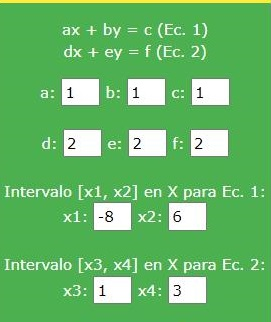 ax + by = c (Ec. 1)
dx + ey = f (Ec. 2)
a: 1 b: 1 c: 1
d: 2 e: 2 f: 2
Intervalo [x1, x2] en X para Ec. 1:
x1: -8 x2: 6
Intervalo [x3, x4] en X para Ec. 2:
x3: 1 x4: 3